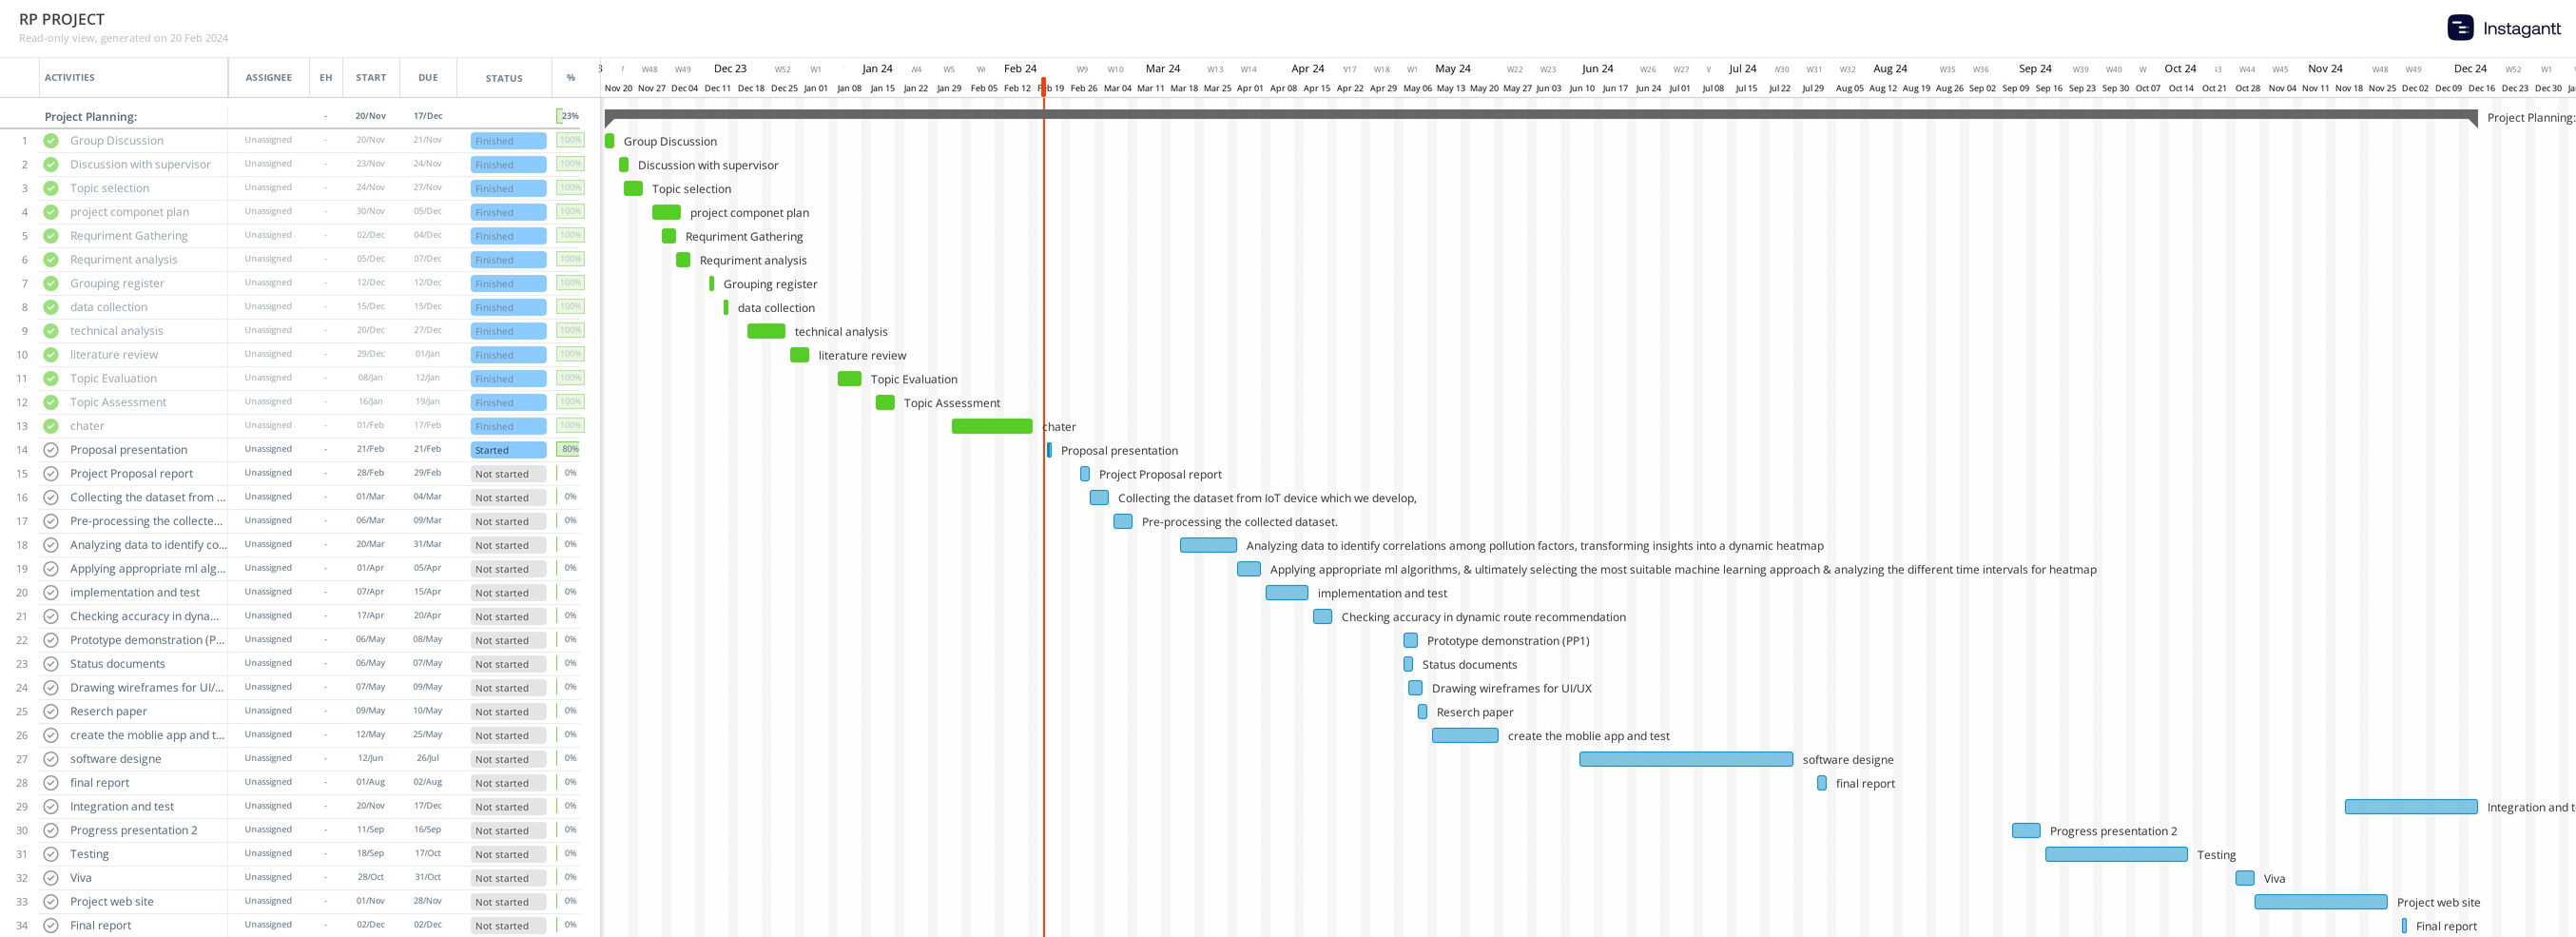 RP PROJECT
Read-only view, generated on 20 Feb 2024
Instagantt
ACTIVITIES ASSIGNEE EH START DUE STATUS %
W48 W49 Dec 23 W52 W1 Jan 24 W5 Feb 24 W9 W10 Mar 24 W13 W14 Apr 24 W18 W1 May 24 W22 W23 Jun 24 W26 W27 Jul 24 W31 W32 Aug 24 W35 W36 Sep 24 W39 W40 W Oct 24 W44 W45 Nov 24 W48 W49 Dec 24 W52 W1
Nov 20 Nov 27 Dec 04 Dec 11 Dec 18 Dec 25 Jan 01 Jan 08 Jan 15 Jan 22 Jan 29 Feb 05 Feb 12 Feb 19 Feb 26 Mar 04 Mar 11 Mar 18 Mar 25 Apr 01 Apr 08 Apr 15 Apr 22 Apr 29 May 06 May 13 May 20 May 27 Jun 03 Jun 10 Jun 17 Jun 24 Jul 01 Jul 08 Jul 15 Jul 22 Jul 29 Aug 05 Aug 12 Aug 19 Aug 26 Sep 02 Sep 09 Sep 16 Sep 23 Sep 30 Oct 07 Oct 14 Oct 21 Oct 28 Nov 04 Nov 11 Nov 18 Nov 25 Dec 02 Dec 09 Dec 16 Dec 23 Dec 30
Project Planning: - 20/Nov 17/Dec 23% Project Planning:
1 Group Discussion Unassigned - 20/Nov 21/Nov Finished 100% Group Discussion
2 Discussion with supervisor Unassigned - 23/Nov 24/Nov Finished 100% Discussion with supervisor
3 Topic selection Unassigned - 24/Nov 27/Nov Finished 100% Topic selection
4 project componet plan Unassigned - 30/Nov 05/Dec Finished 100% project componet plan
5 Requriment Gathering Unassigned - 02/Dec 04/Dec Finished 100% Requriment Gathering
6 Requriment analysis Unassigned - 05/Dec 07/Dec Finished 100% Requriment analysis
7 Grouping register Unassigned - 12/Dec 12/Dec Finished 100% Grouping register
8 data collection Unassigned - 15/Dec 15/Dec Finished 100% data collection
9 technical analysis Unassigned - 20/Dec 27/Dec Finished 100% technical analysis
10 literature review Unassigned - 29/Dec 01/Jan Finished 100% literature review
11 Topic Evaluation Unassigned - 08/Jan 12/Jan Finished 100% Topic Evaluation
12 Topic Assessment Unassigned - 16/Jan 19/Jan Finished 100% Topic Assessment
13 chater Unassigned - 01/Feb 17/Feb Finished 100% chater
14 Proposal presentation Unassigned - 21/Feb 21/Feb Started 80% Proposal presentation
15 Project Proposal report Unassigned - 28/Feb 29/Feb Not started 0% Project Proposal report
16 Collecting the dataset from ... Unassigned - 01/Mar 04/Mar Not started 0% Collecting the dataset from IoT device which we develop,
17 Pre-processing the collecte... Unassigned - 06/Mar 09/Mar Not started 0% Pre-processing the collected dataset.
18 Analyzing data to identify co... Unassigned - 20/Mar 31/Mar Not started 0% Analyzing data to identify correlations among pollution factors, transforming insights into a dynamic heatmap
19 Applying appropriate ml alg... Unassigned - 01/Apr 05/Apr Not started 0% Applying appropriate ml algorithms, & ultimately selecting the most suitable machine learning approach & analyzing the different time intervals for heatmap
20 implementation and test Unassigned - 07/Apr 15/Apr Not started 0% implementation and test
21 Checking accuracy in dyna... Unassigned - 17/Apr 20/Apr Not started 0% Checking accuracy in dynamic route recommendation
22 Prototype demonstration (P... Unassigned - 06/May 08/May Not started 0% Prototype demonstration (PP1)
23 Status documents Unassigned - 06/May 07/May Not started 0% Status documents
24 Drawing wireframes for UI/... Unassigned - 07/May 09/May Not started 0% Drawing wireframes for UI/UX
25 Reserch paper Unassigned - 09/May 10/May Not started 0% Reserch paper
26 create the moblie app and t... Unassigned - 12/May 25/May Not started 0% create the moblie app and test
27 software designe Unassigned - 12/Jun 26/Jul Not started 0% software designe
28 final report Unassigned - 01/Aug 02/Aug Not started 0% final report
29 Integration and test Unassigned - 20/Nov 17/Dec Not started 0% Integration and t
30 Progress presentation 2 Unassigned - 11/Sep 16/Sep Not started 0% Progress presentation 2
31 Testing Unassigned - 18/Sep 17/Oct Not started 0% Testing
32 Viva Unassigned - 28/Oct 31/Oct Not started 0% Viva
33 Project web site Unassigned - 01/Nov 28/Nov Not started 0% Project web site
34 Final report Unassigned - 02/Dec 02/Dec Not started 0% Final report